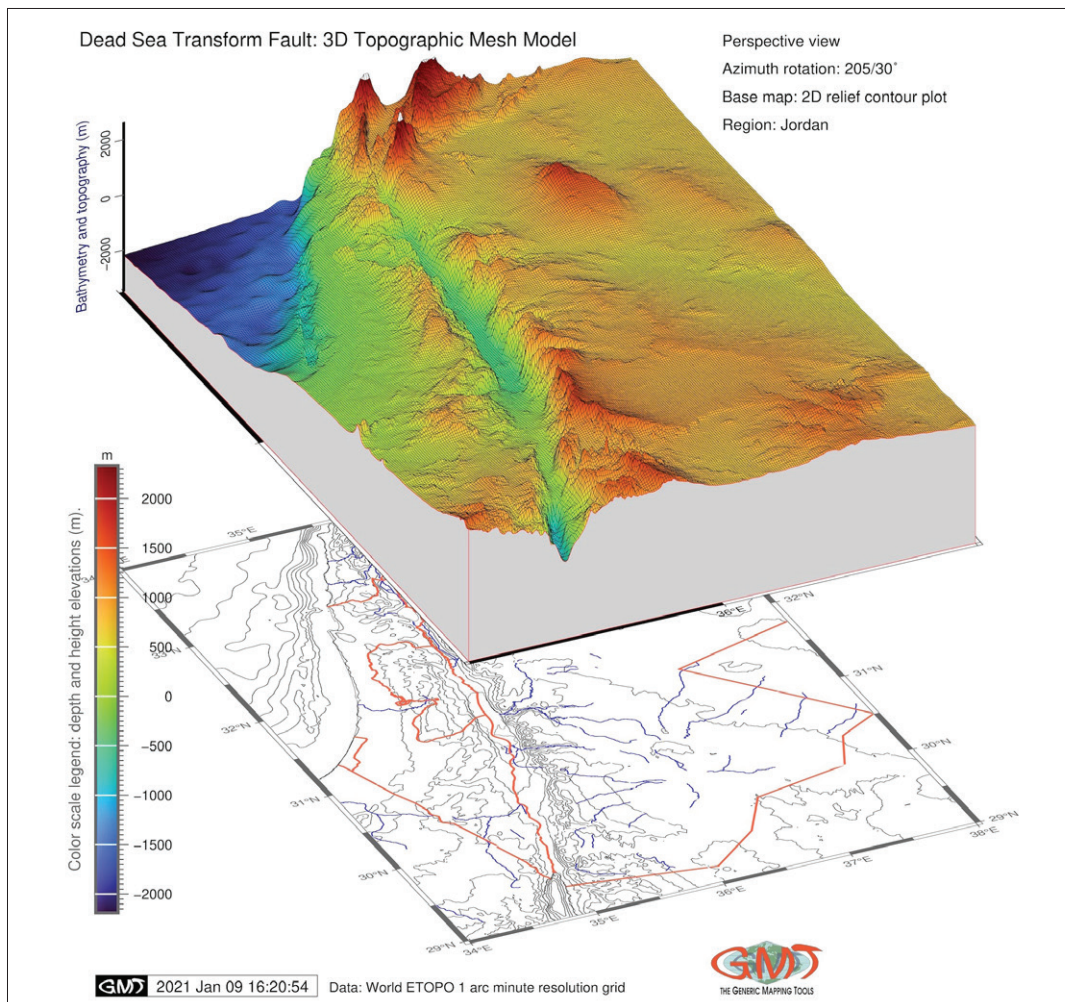 Dead Sea Transform Fault: 3D Topographic Mesh Model
Perspective view
Azimuth rotation: 205/30°
Base map: 2D relief contour plot
Region: Jordan
Bathymetry and topography (m)
2000
0
−2000
Color scale legend: depth and height elevations (m).
m
2000
1500
1000
500
0
−500
−1000
−1500
−2000
35°E
36°E
32°N
33°N
31°N
32°N
30°N
31°N
29°N
38°E
30°N
37°E
36°E
35°E
29°N
34°E
GMT 2021 Jan 09 16:20:54 Data: World ETOPO 1 arc minute resolution grid
GMT
THE GENERIC MAPPING TOOLS